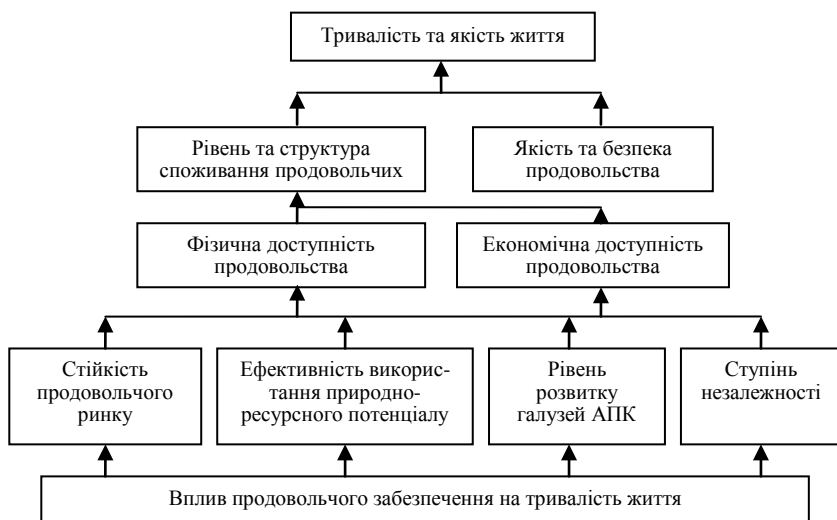 Тривалість та якість життя
Рівень та структура
споживання продовольчих
Якість та безпека
продовольства
Фізична доступність
продовольства
Економічна доступність
продовольства
Стійкість
продовольчого
ринку
Ефективність викорис-
тання природно-
ресурсного потенціалу
Рівень
розвитку
галузей АПК
Ступінь
незалежності
Вплив продовольчого забезпечення на тривалість життя